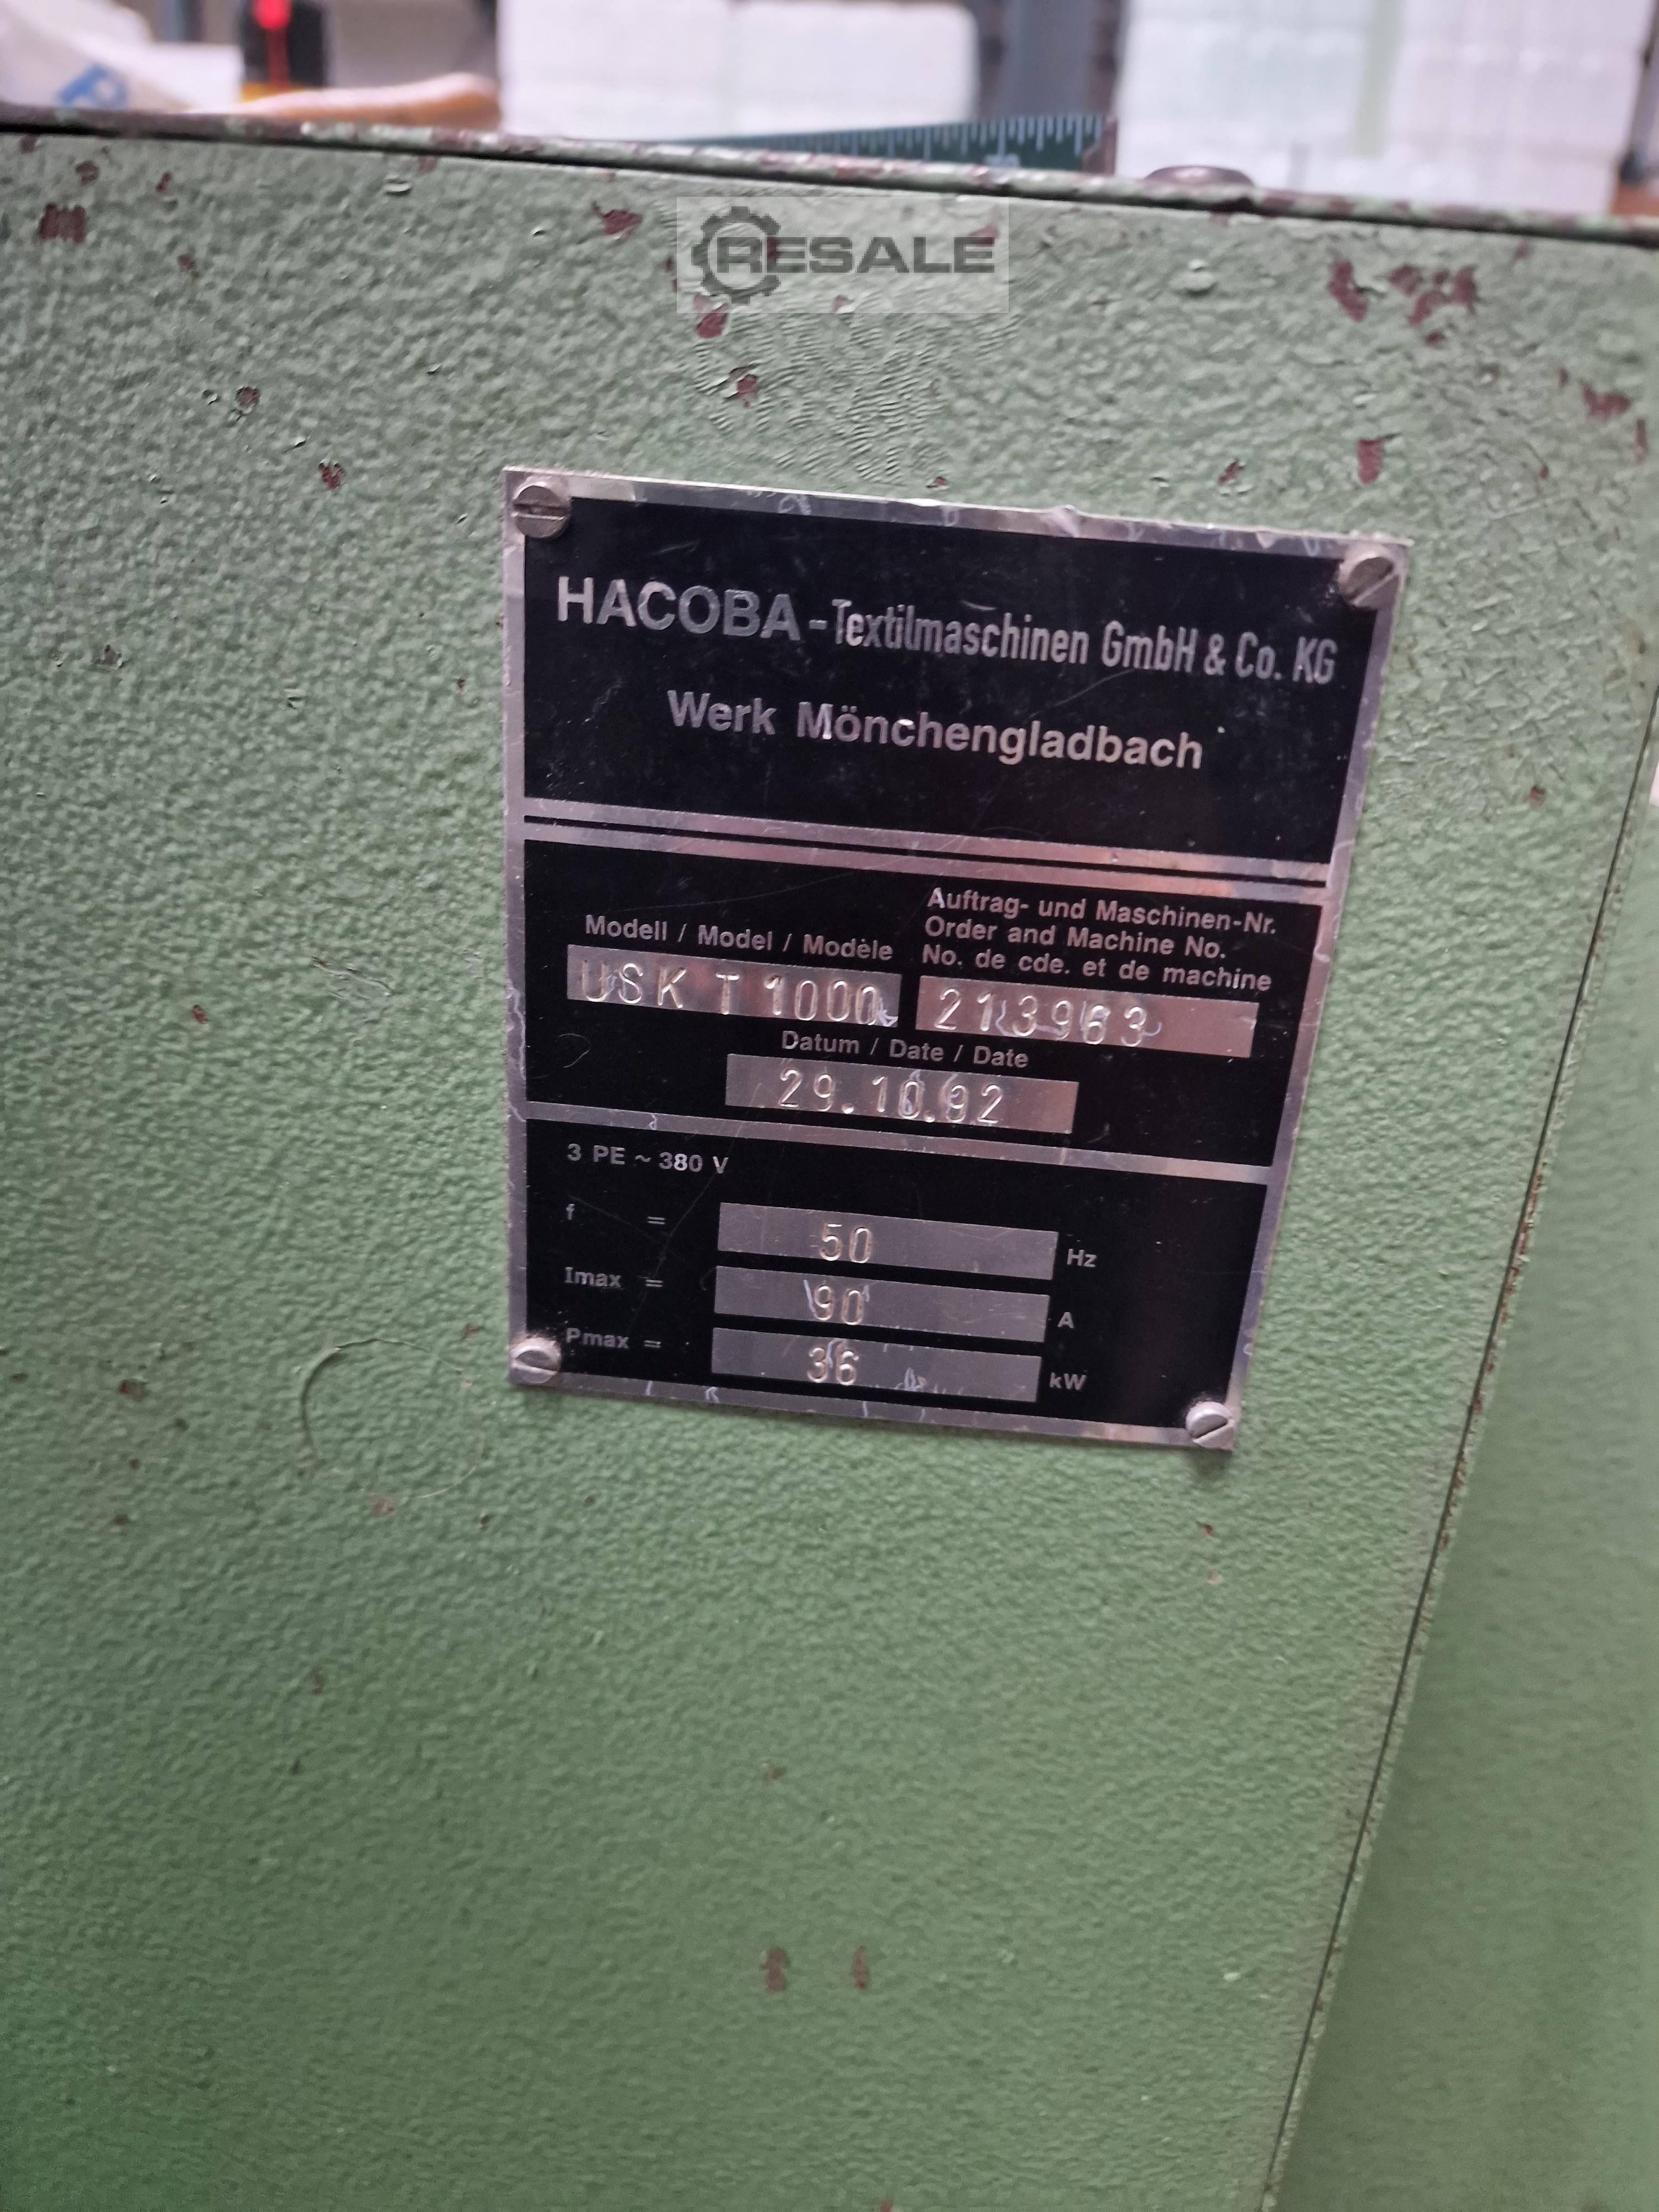 RESALE
HACOBA-Textilmaschinen GmbH & Co. KG
Werk Mönchengladbach
Modell / Model / Modèle
USK T 1000
Auftrag- und Maschinen-Nr.
Order and Machine No.
No. de cde. et de machine
213963
Datum / Date / Date
29.10.92
3 PE ~ 380 V
f = 50 Hz
Imax = 90 A
Pmax = 36 kW